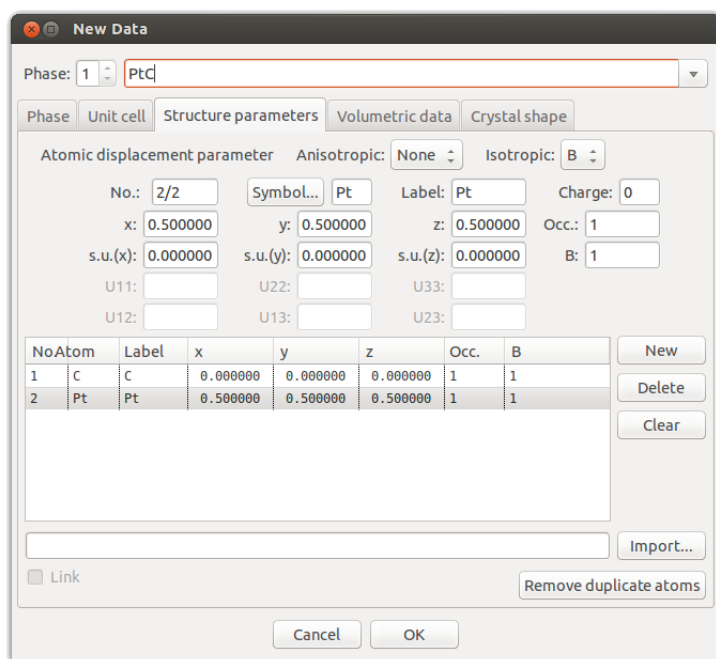 New Data
Phase: 1 PtC
Phase Unit cell Structure parameters Volumetric data Crystal shape
Atomic displacement parameter Anisotropic: None Isotropic: B
No.: 2/2 Symbol... Pt Label: Pt Charge: 0
x: 0.500000 y: 0.500000 z: 0.500000 Occ.: 1
s.u.(x): 0.000000 s.u.(y): 0.000000 s.u.(z): 0.000000 B: 1
U11: U22: U33:
U12: U13: U23:
No Atom Label x y z Occ. B New
1 C C 0.000000 0.000000 0.000000 1 1
2 Pt Pt 0.500000 0.500000 0.500000 1 1
Delete
Clear
Import...
Link
Remove duplicate atoms
Cancel OK